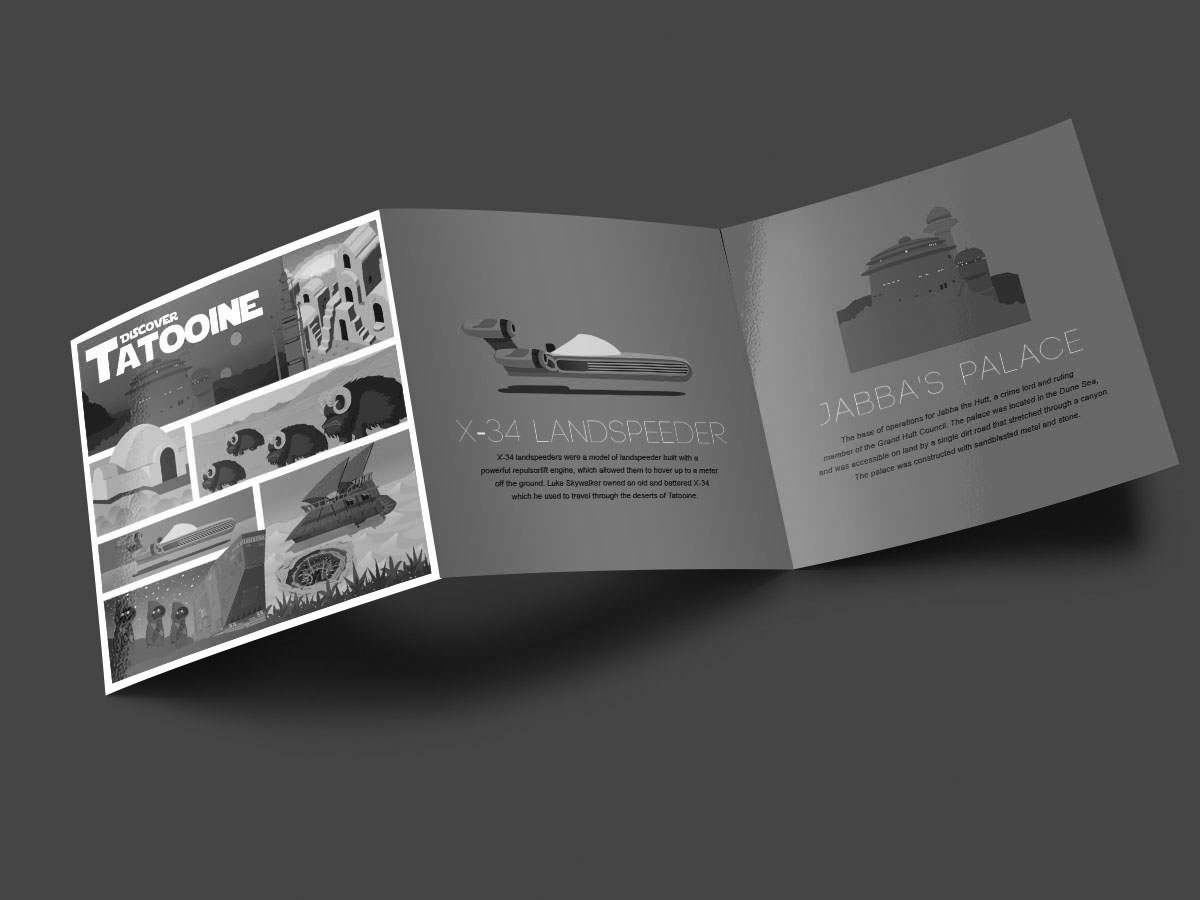 DISCOVER
TATOOINE
X-34 LANDSPEEDER
X-34 landspeeders were a model of landspeeder built with a
powerful repulsorlift engine, which allowed them to hover up to a meter
off the ground. Luke Skywalker owned an old and battered X-34
which he used to travel through the deserts of Tatooine.
JABBA'S PALACE
The base of operations for Jabba the Hutt, a crime lord and ruling
member of the Grand Hutt Council. The palace was located in the Dune Sea,
and was accessible on land by a single dirt road that stretched through a canyon.
The palace was constructed with sandblasted metal and stone.